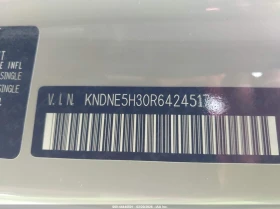 T
E INFL
SINGLE
SINGLE
V.I.N. KNDNE5H30R6424517